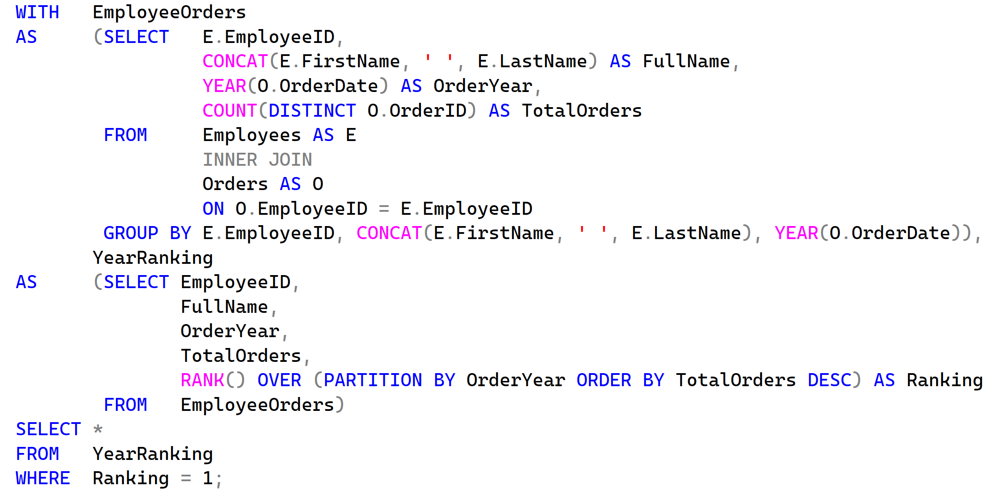 WITH   EmployeeOrders
AS     (SELECT   E.EmployeeID,
                 CONCAT(E.FirstName, ' ', E.LastName) AS FullName,
                 YEAR(O.OrderDate) AS OrderYear,
                 COUNT(DISTINCT O.OrderID) AS TotalOrders
        FROM     Employees AS E
                 INNER JOIN
                 Orders AS O
                 ON O.EmployeeID = E.EmployeeID
        GROUP BY E.EmployeeID, CONCAT(E.FirstName, ' ', E.LastName), YEAR(O.OrderDate)),
       YearRanking
AS     (SELECT EmployeeID,
               FullName,
               OrderYear,
               TotalOrders,
               RANK() OVER (PARTITION BY OrderYear ORDER BY TotalOrders DESC) AS Ranking
        FROM   EmployeeOrders)
SELECT *
FROM   YearRanking
WHERE  Ranking = 1;